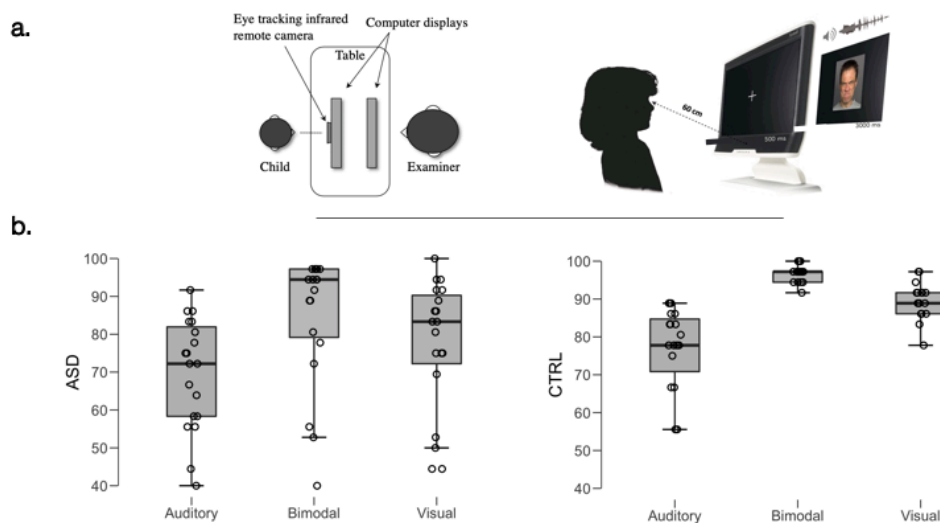 a.
Eye tracking infrared
remote camera
Computer displays
Table
Child
Examiner
60 cm
500 ms
3000 ms
b.
ASD
100
90
80
70
60
50
40
Auditory
Bimodal
Visual
CTRL
100
90
80
70
60
50
40
Auditory
Bimodal
Visual